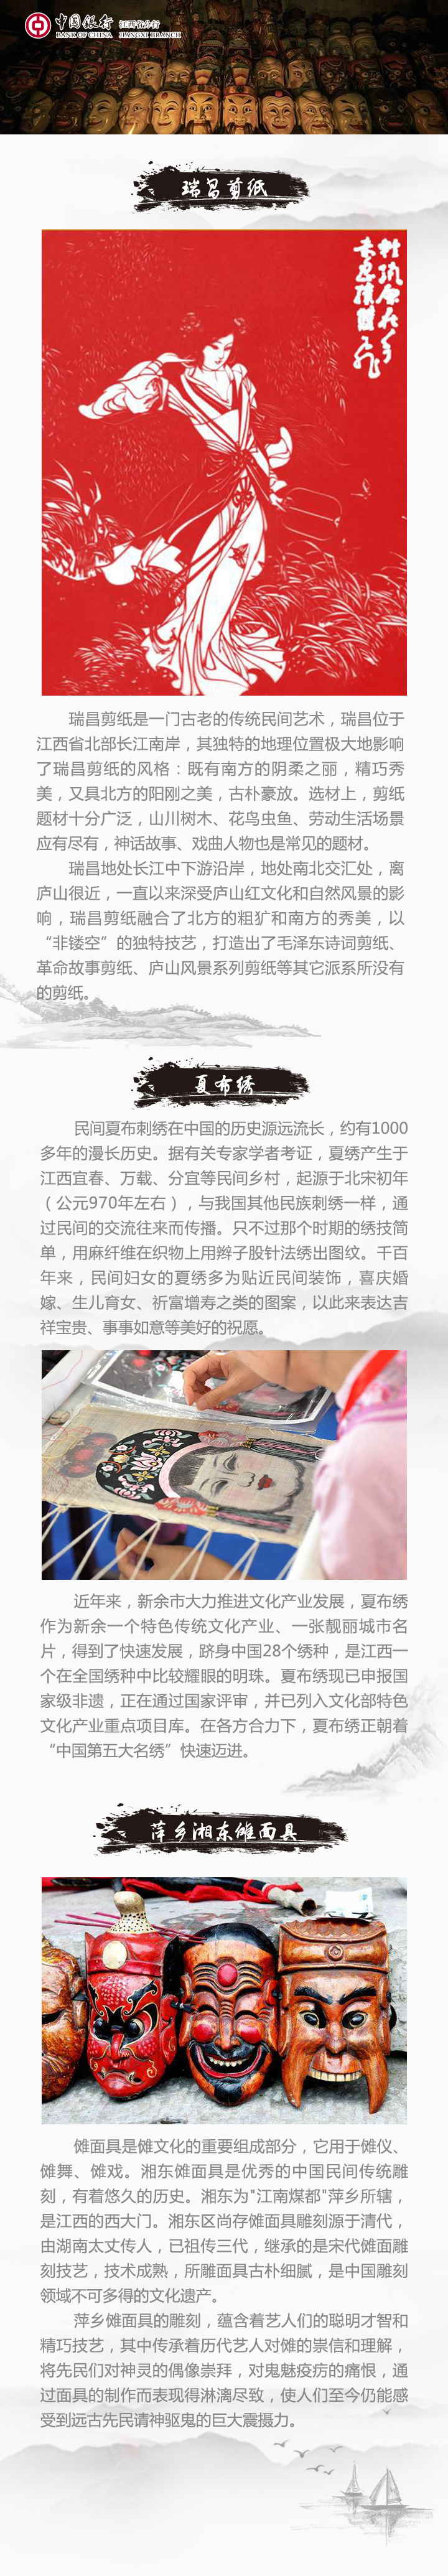 中国银行 江西省分行
BANK OF CHINA JIANGXI BRANCH
瑞昌剪纸
瑞昌剪纸是一门古老的传统民间艺术，瑞昌位于
江西省北部长江南岸，其独特的地理位置极大地影响
了瑞昌剪纸的风格：既有南方的阴柔之丽，精巧秀
美，又具北方的阳刚之美，古朴豪放。选材上，剪纸
题材十分广泛，山川树木、花鸟虫鱼、劳动生活场景
应有尽有，神话故事、戏曲人物也是常见的题材。
瑞昌地处长江中下游沿岸，地处南北交汇处，离
庐山很近，一直以来深受庐山红文化和自然风景的影
响，瑞昌剪纸融合了北方的粗犷和南方的秀美，以
“非镂空”的独特技艺，打造出了毛泽东诗词剪纸、
革命故事剪纸、庐山风景系列剪纸等其它派系所没有
的剪纸。
夏布绣
民间夏布刺绣在中国的历史源远流长，约有1000
多年的漫长历史。据有关专家学者考证，夏绣产生于
江西宜春、万载、分宜等民间乡村，起源于北宋初年
（公元970年左右），与我国其他民族刺绣一样，通
过民间的交流往来而传播。只不过那个时期的绣技简
单，用麻纤维在织物上用辫子股针法绣出图纹。千百
年来，民间妇女的夏绣多为贴近民间装饰，喜庆婚
嫁、生儿育女、祈富增寿之类的图案，以此来表达吉
祥宝贵、事事如意等美好的祝愿。
近年来，新余市大力推进文化产业发展，夏布绣
作为新余一个特色传统文化产业、一张靓丽城市名
片，得到了快速发展，跻身中国28个绣种，是江西一
个在全国绣种中比较耀眼的明珠。夏布绣现已申报国
家级非遗，正在通过国家评审，并已列入文化部特色
文化产业重点项目库。在各方合力下，夏布绣正朝着
“中国第五大名绣”快速迈进。
萍乡湘东傩面具
傩面具是傩文化的重要组成部分，它用于傩仪、
傩舞、傩戏。湘东傩面具是优秀的中国民间传统雕
刻，有着悠久的历史。湘东为"江南煤都"萍乡所辖，
是江西的西大门。湘东区尚存傩面具雕刻源于清代，
由湖南太丈传人，已祖传三代，继承的是宋代傩面雕
刻技艺，技术成熟，所雕面具古朴细腻，是中国雕刻
领域不可多得的文化遗产。
萍乡傩面具的雕刻，蕴含着艺人们的聪明才智和
精巧技艺，其中传承着历代艺人对傩的崇信和理解，
将先民们对神灵的偶像崇拜，对鬼魅疫疠的痛恨，通
过面具的制作而表现得淋漓尽致，使人们至今仍能感
受到远古先民请神驱鬼的巨大震摄力。